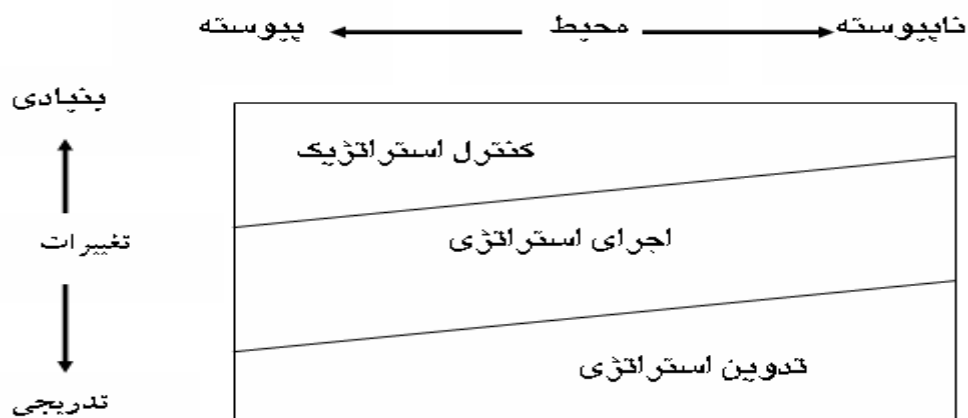 ناپیوسته محیط پیوسته
بنیادی
کنترل استراتژیک
تغییرات
اجرای استراتژی
تدوین استراتژی
تدریجی